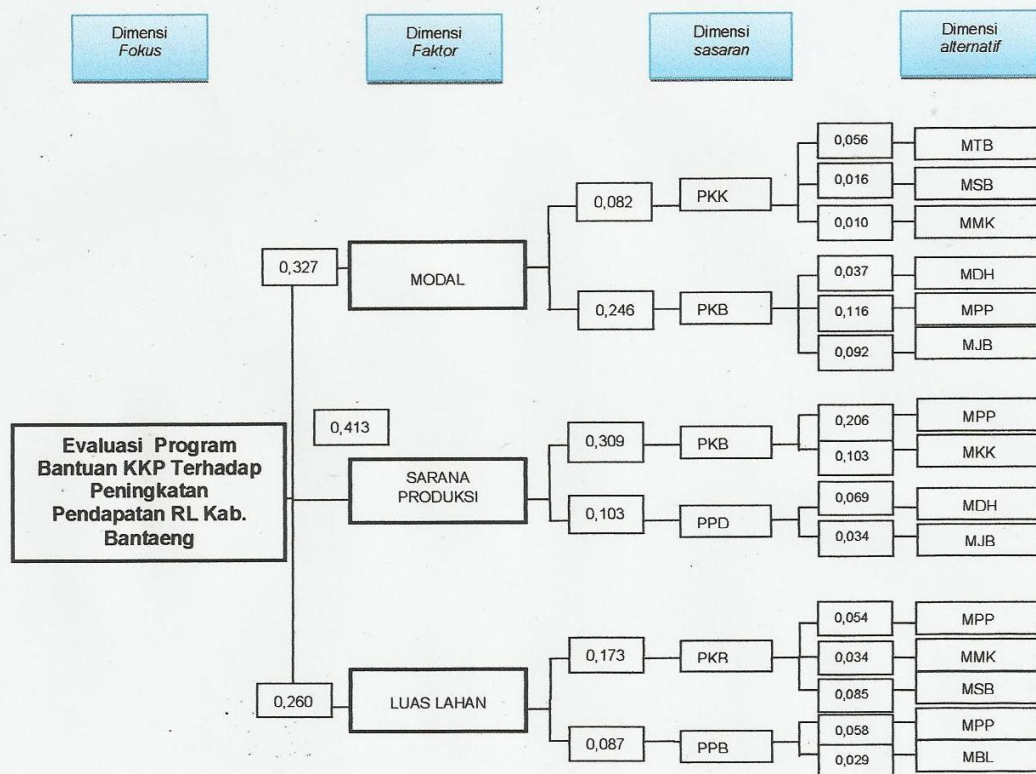 Dimensi
Fokus
Dimensi
Faktor
Dimensi
sasaran
Dimensi
alternatif
0,056
MTB
0,082
PKK
0,016
MSB
0,010
MMK
0,327
MODAL
0,037
MDH
0,246
PKB
0,116
MPP
0,092
MJB
0,413
Evaluasi Program
Bantuan KKP Terhadap
Peningkatan
Pendapatan RL Kab.
Bantaeng
SARANA
PRODUKSI
0,309
PKB
0,206
MPP
0,103
MKK
0,103
PPD
0,069
MDH
0,034
MJB
0,260
LUAS LAHAN
0,173
PKB
0,054
MPP
0,034
MMK
0,085
MSB
0,087
PPB
0,058
MPP
0,029
MBL